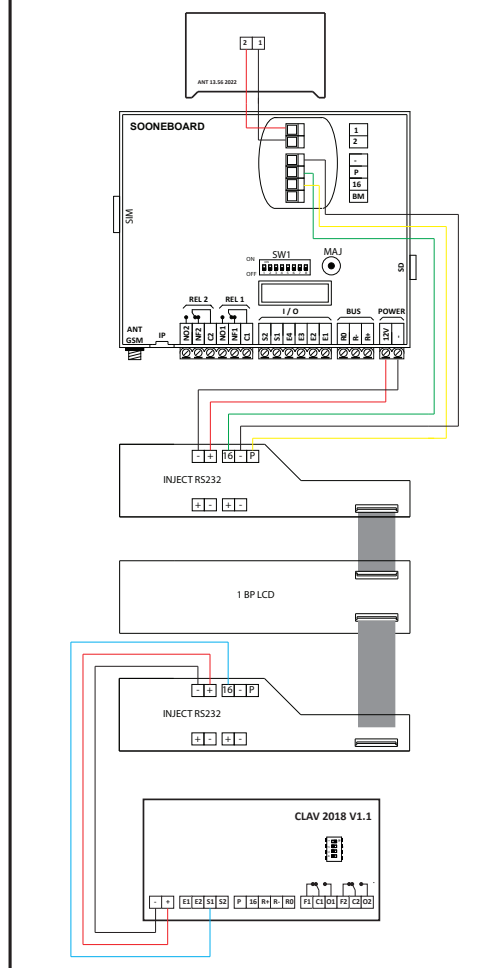 2 1
ANT 13.56 2022
SOONEBOARD
1
2
-
P
16
BM
SIM
ON
OFF
SW1
MAJ
SD
REL 2 REL 1 I / O BUS POWER
ANT
GSM
IP
NO2 NF2 C2 NO1 NF1 C1 S2 S1 E4 E3 E2 E1 R0 R- R+ 12V -
- + 16 - P
INJECT RS232
+ - + -
1 BP LCD
- + 16 - P
INJECT RS232
+ - + -
CLAV 2018 V1.1
- + E1 E2 S1 S2 P 16 R+ R- R0 F1 C1 O1 F2 C2 O2